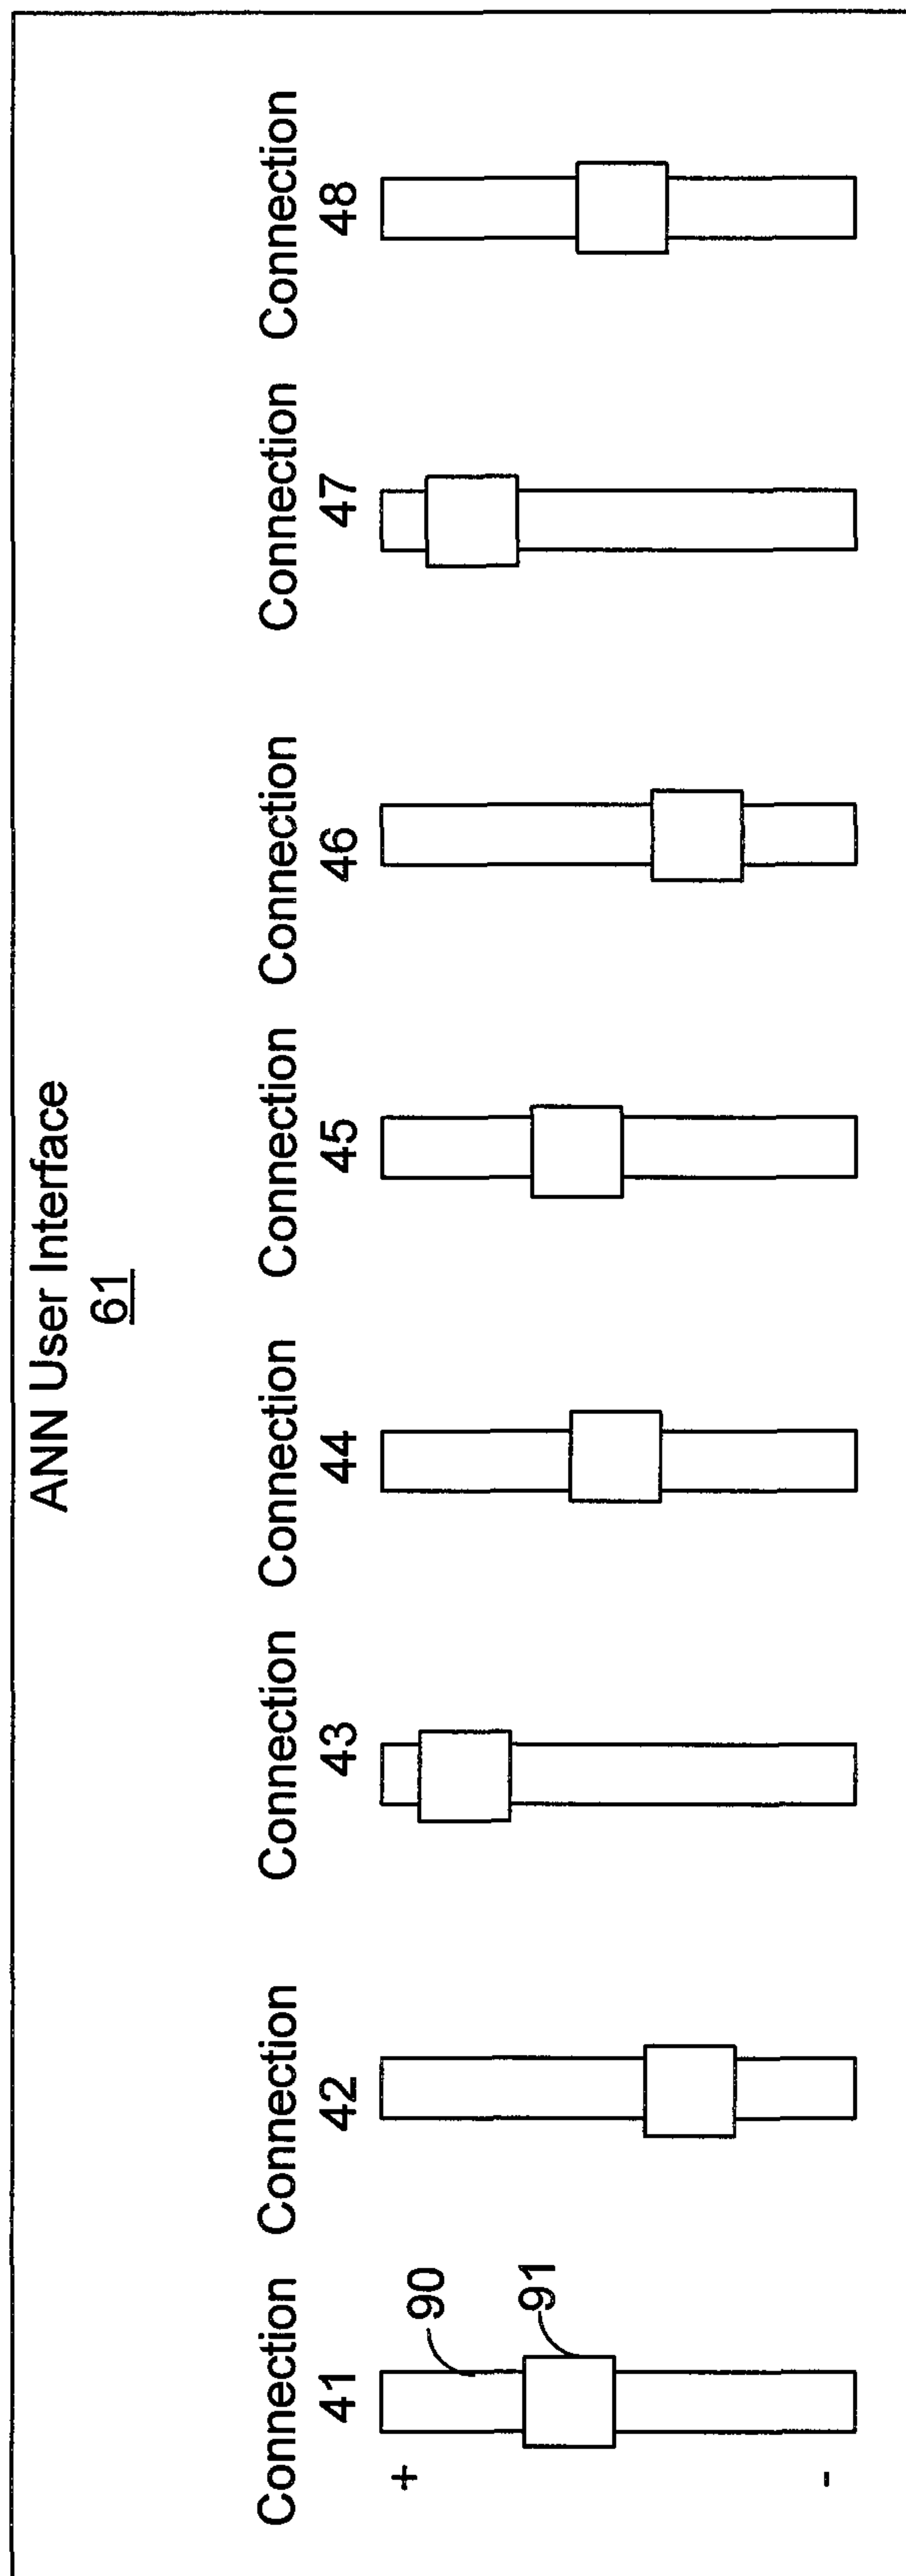 ANN User Interface
61
Connection Connection Connection Connection Connection Connection Connection Connection
41 42 43 44 45 46 47 48
+
90
91
-